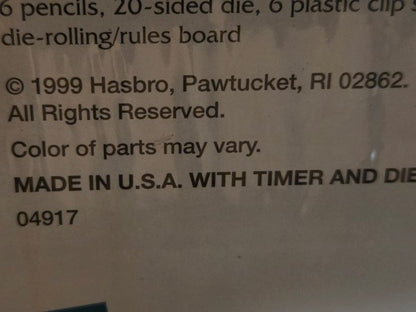 6 pencils, 20-sided die, 6 plastic clip
die-rolling/rules board
© 1999 Hasbro, Pawtucket, RI 02862.
All Rights Reserved.
Color of parts may vary.
MADE IN U.S.A. WITH TIMER AND DIE
04917